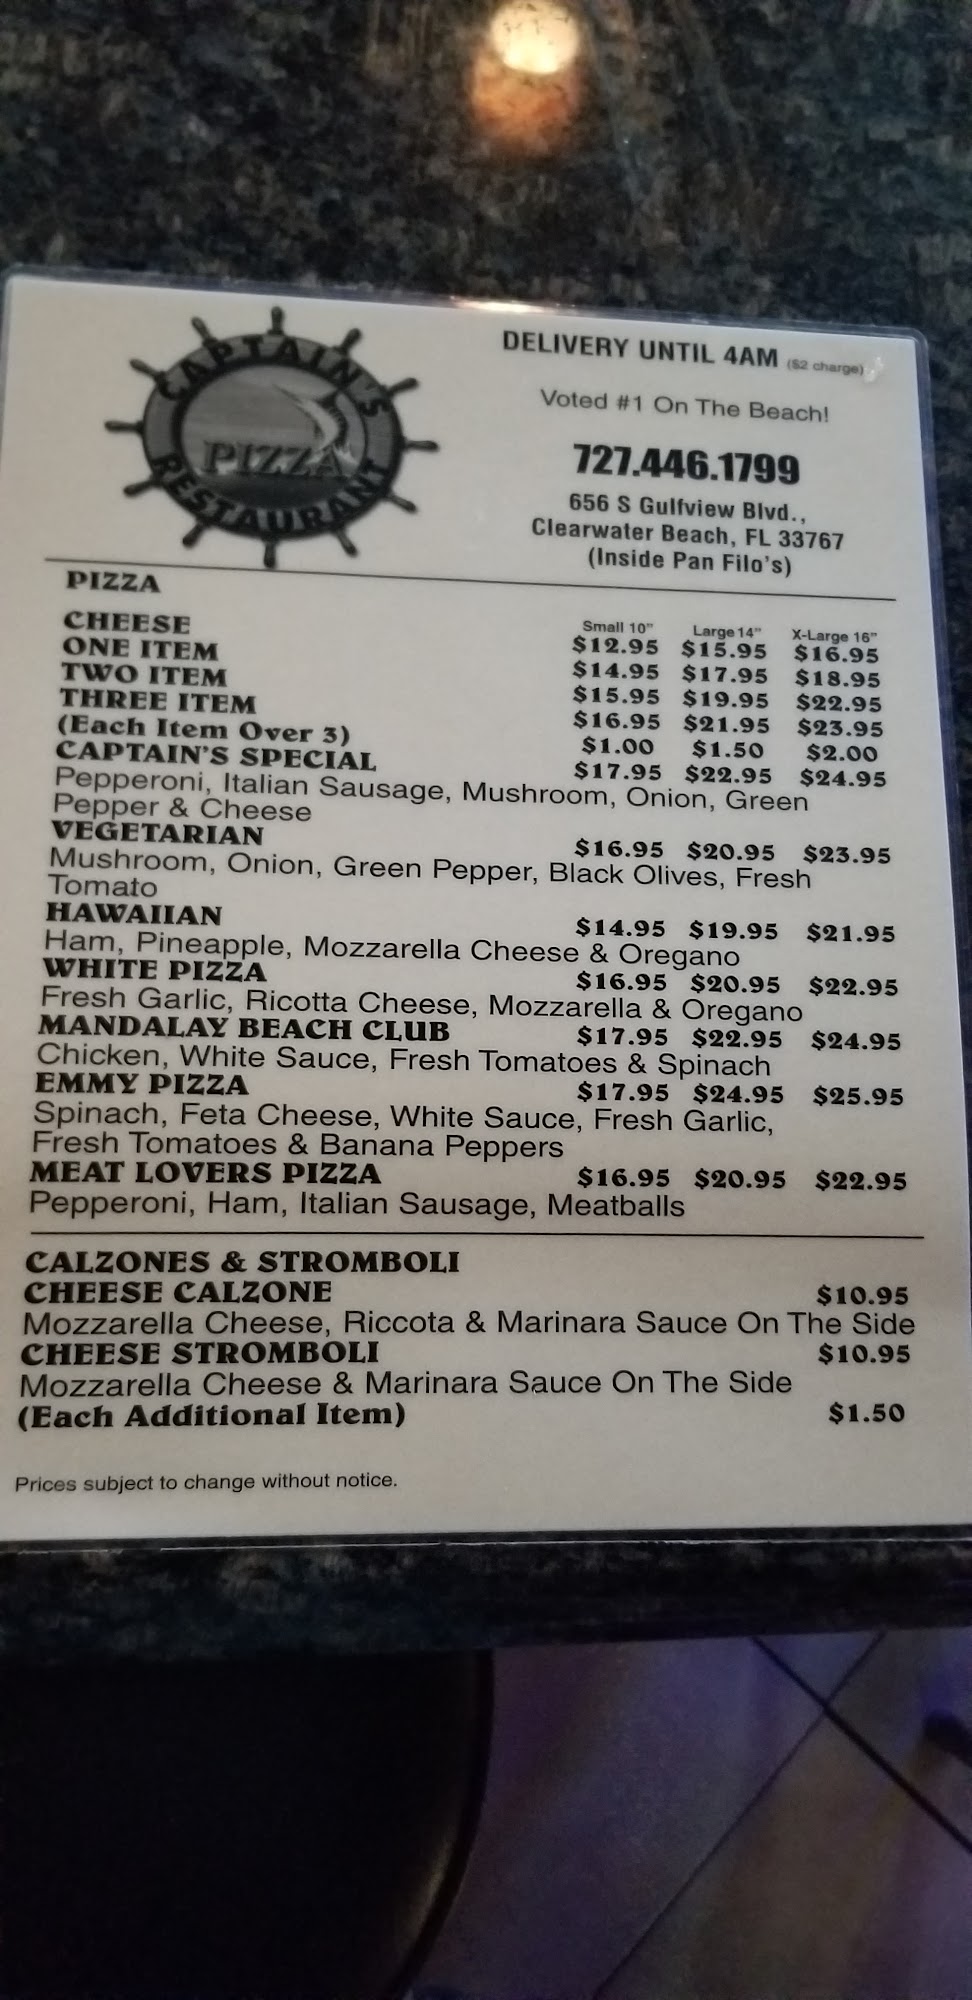 CAPTAIN'S
PIZZA
RESTAURANT
DELIVERY UNTIL 4AM ($2 charge)
Voted #1 On The Beach!
727.446.1799
656 S Gulfview Blvd.,
Clearwater Beach, FL 33767
(Inside Pan Filo's)
PIZZA
Small 10" Large 14" X-Large 16"
CHEESE $12.95 $15.95 $16.95
ONE ITEM $14.95 $17.95 $18.95
TWO ITEM $15.95 $19.95 $22.95
THREE ITEM $16.95 $21.95 $23.95
(Each Item Over 3) $1.00 $1.50 $2.00
CAPTAIN'S SPECIAL $17.95 $22.95 $24.95
Pepperoni, Italian Sausage, Mushroom, Onion, Green
Pepper & Cheese
VEGETARIAN $16.95 $20.95 $23.95
Mushroom, Onion, Green Pepper, Black Olives, Fresh
Tomato
HAWAIIAN $14.95 $19.95 $21.95
Ham, Pineapple, Mozzarella Cheese & Oregano
WHITE PIZZA $16.95 $20.95 $22.95
Fresh Garlic, Ricotta Cheese, Mozzarella & Oregano
MANDALAY BEACH CLUB $17.95 $22.95 $24.95
Chicken, White Sauce, Fresh Tomatoes & Spinach
EMMY PIZZA $17.95 $24.95 $25.95
Spinach, Feta Cheese, White Sauce, Fresh Garlic,
Fresh Tomatoes & Banana Peppers
MEAT LOVERS PIZZA $16.95 $20.95 $22.95
Pepperoni, Ham, Italian Sausage, Meatballs
CALZONES & STROMBOLI
CHEESE CALZONE $10.95
Mozzarella Cheese, Riccota & Marinara Sauce On The Side
CHEESE STROMBOLI $10.95
Mozzarella Cheese & Marinara Sauce On The Side
(Each Additional Item) $1.50
Prices subject to change without notice.